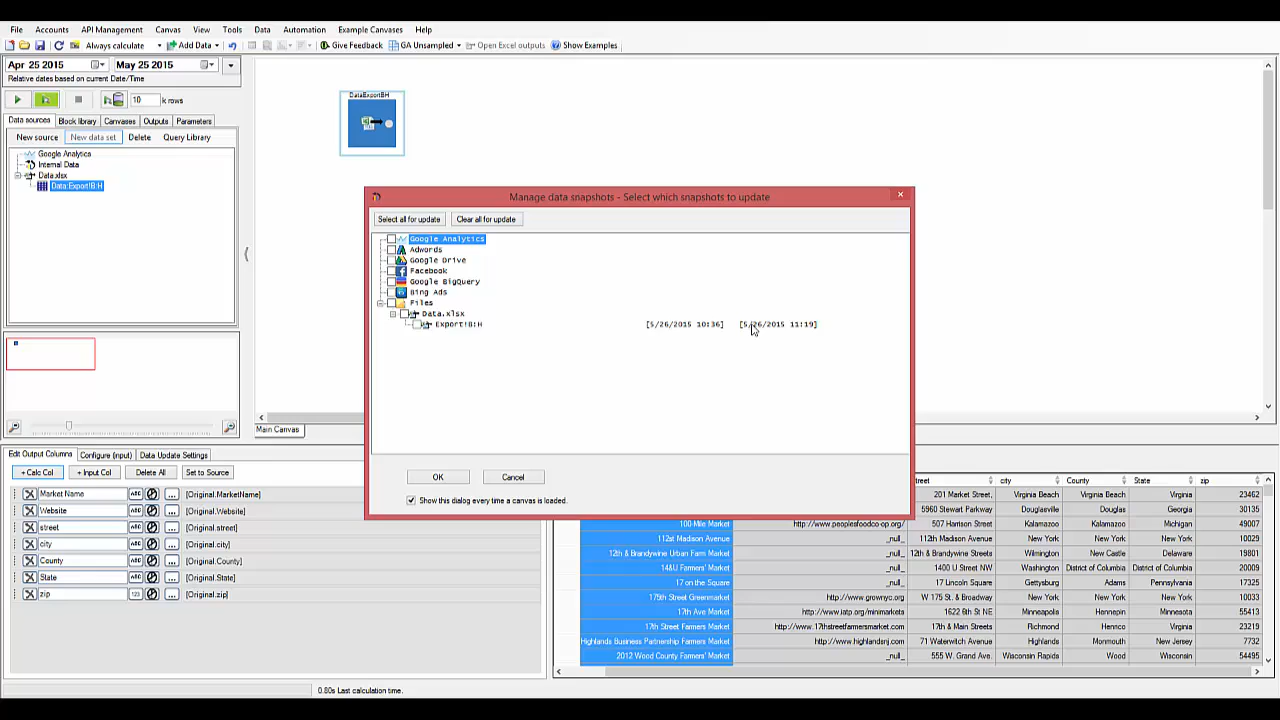 File Accounts API Management Canvas View Tools Data Automation Example Canvases Help
Always calculate Add Data Give Feedback GA Unsampled Open Excel outputs Show Examples
Apr 25 2015 May 25 2015
Relative dates based on current Date/Time
10 k rows
Data sources Block library Canvases Outputs Parameters
New source New data set Delete Query Library
Google Analytics
Internal Data
Data.xlsx
Data:Export!B:H
DataExportBH
Manage data snapshots - Select which snapshots to update
Select all for update Clear all for update
Google Analytics
Adwords
Google Drive
Facebook
Google BigQuery
Bing Ads
Files
Data.xlsx
Export!B:H [5/26/2015 10:36] [5/26/2015 11:19]
OK Cancel
Show this dialog every time a canvas is loaded.
Main Canvas
Edit Output Columns Configure (input) Data Update Settings
+ Calc Col + Input Col Delete All Set to Source
Market Name ABC ... [Original.MarketName]
Website ABC ... [Original.Website]
street ABC ... [Original.street]
city ABC ... [Original.city]
County ABC ... [Original.County]
State ABC ... [Original.State]
zip 123 ... [Original.zip]
treet city County State zip
201 Market Street, Virginia Beach Virginia Beach Virginia 23462
5960 Stewart Parkway Douglasville Douglas Georgia 30135
100-Mile Market http://www.peoplesfoodco-op.org/ 507 Harrison Street Kalamazoo Kalamazoo Michigan 49007
112st Madison Avenue _null_ 112th Madison Avenue New York New York New York 10029
12th & Brandywine Urban Farm Market _null_ 12th & Brandywine Streets Wilmington New Castle Delaware 19801
14&U Farmers' Market _null_ 1400 U Street NW Washington District of Columbia District of Columbia 20009
17 on the Square _null_ 17 Lincoln Square Gettysburg Adams Pennsylvania 17325
175th Street Greenmarket http://www.grownyc.org W 175 St. & Broadway New York New York New York 10033
17th Ave Market http://www.iatp.org/minimarkets 1622 6th St NE Minneapolis Hennepin Minnesota 55413
17th Street Farmers Market http://www.17thstreetfarmersmarket.com 17th & Main Streets Richmond Henrico Virginia 23219
Highlands Business Partnership Farmers Market http://www.highlandsnj.com 71 Waterwitch Avenue Highlands Monmouth New Jersey 7732
2012 Wood County Farmers' Market _null_ 555 W. Grand Ave. Wisconsin Rapids Wood Wisconsin 54495
0.80s Last calculation time.